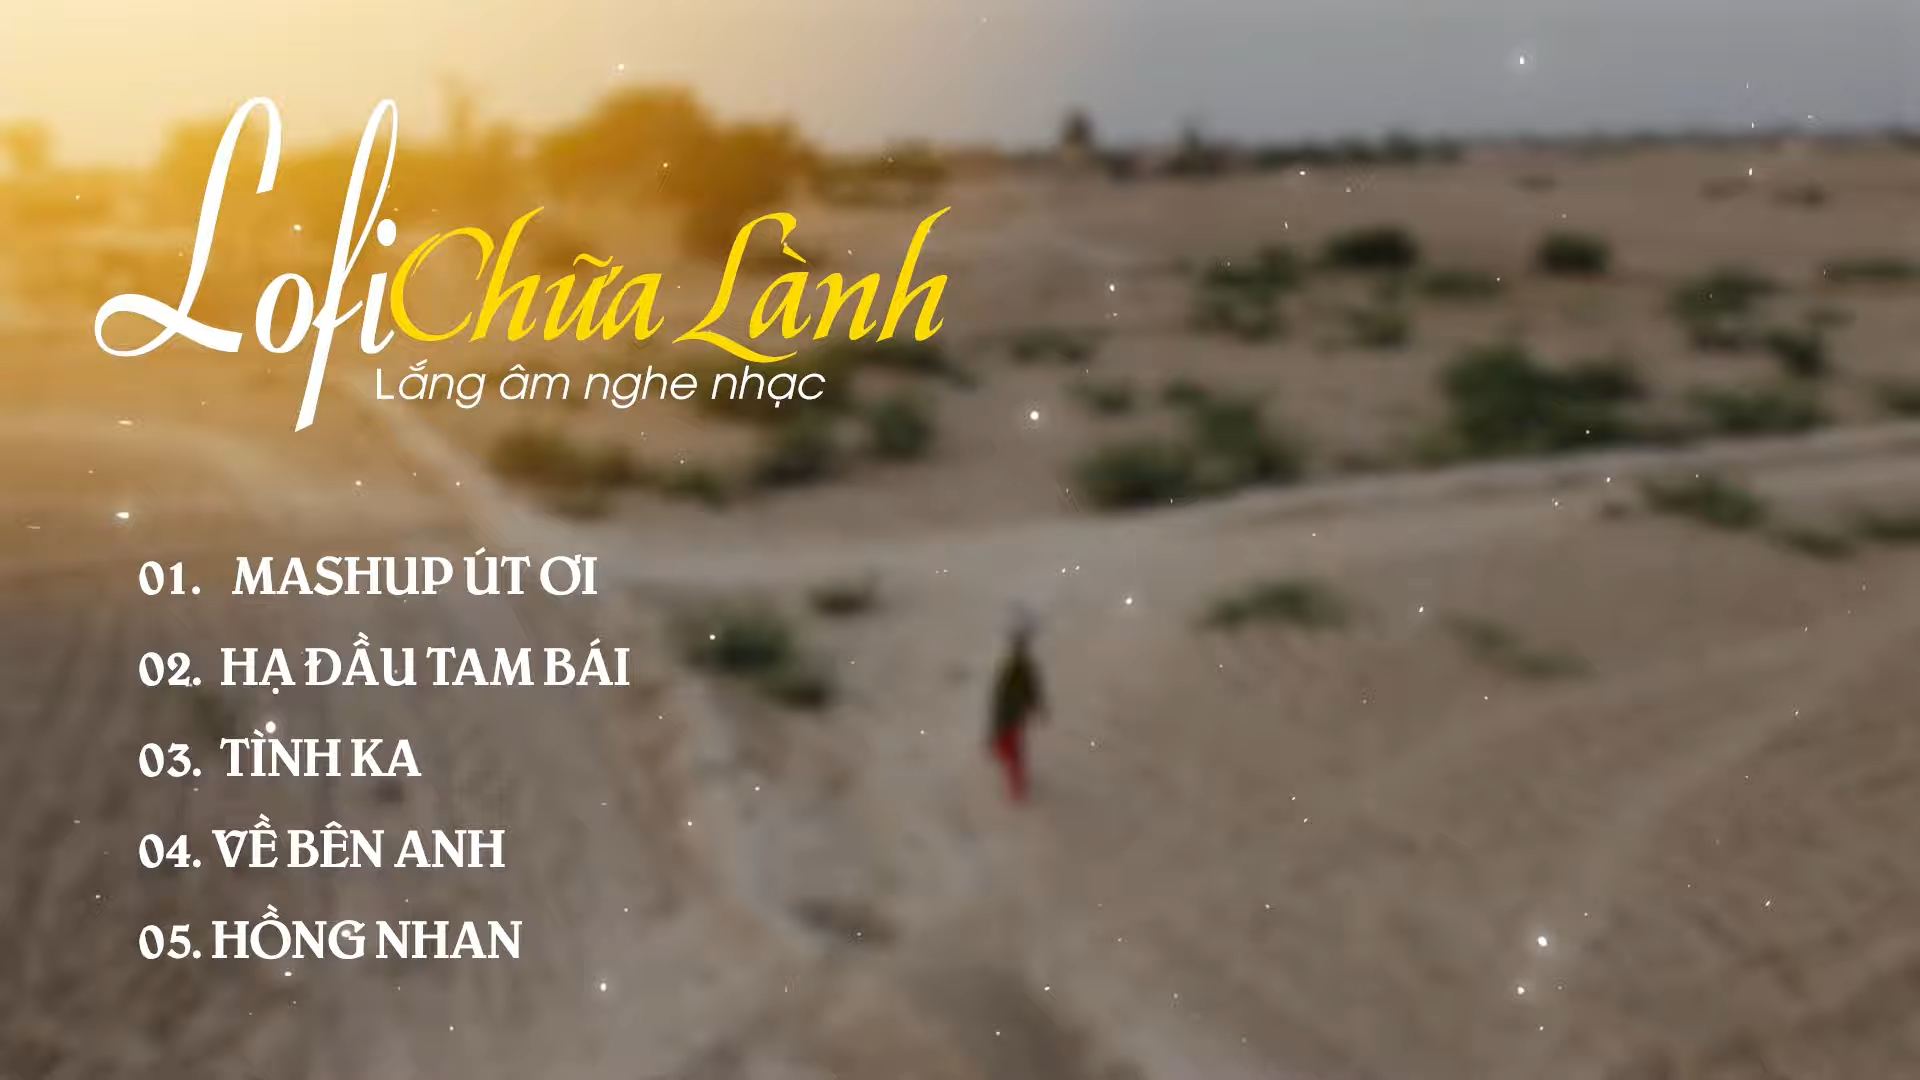 Lofi Chữa Lành
Lắng âm nghe nhạc
01. MASHUP ÚT ƠI
02. HẠ ĐẦU TAM BÁI
03. TÌNH KA
04. VỀ BÊN ANH
05. HỒNG NHAN